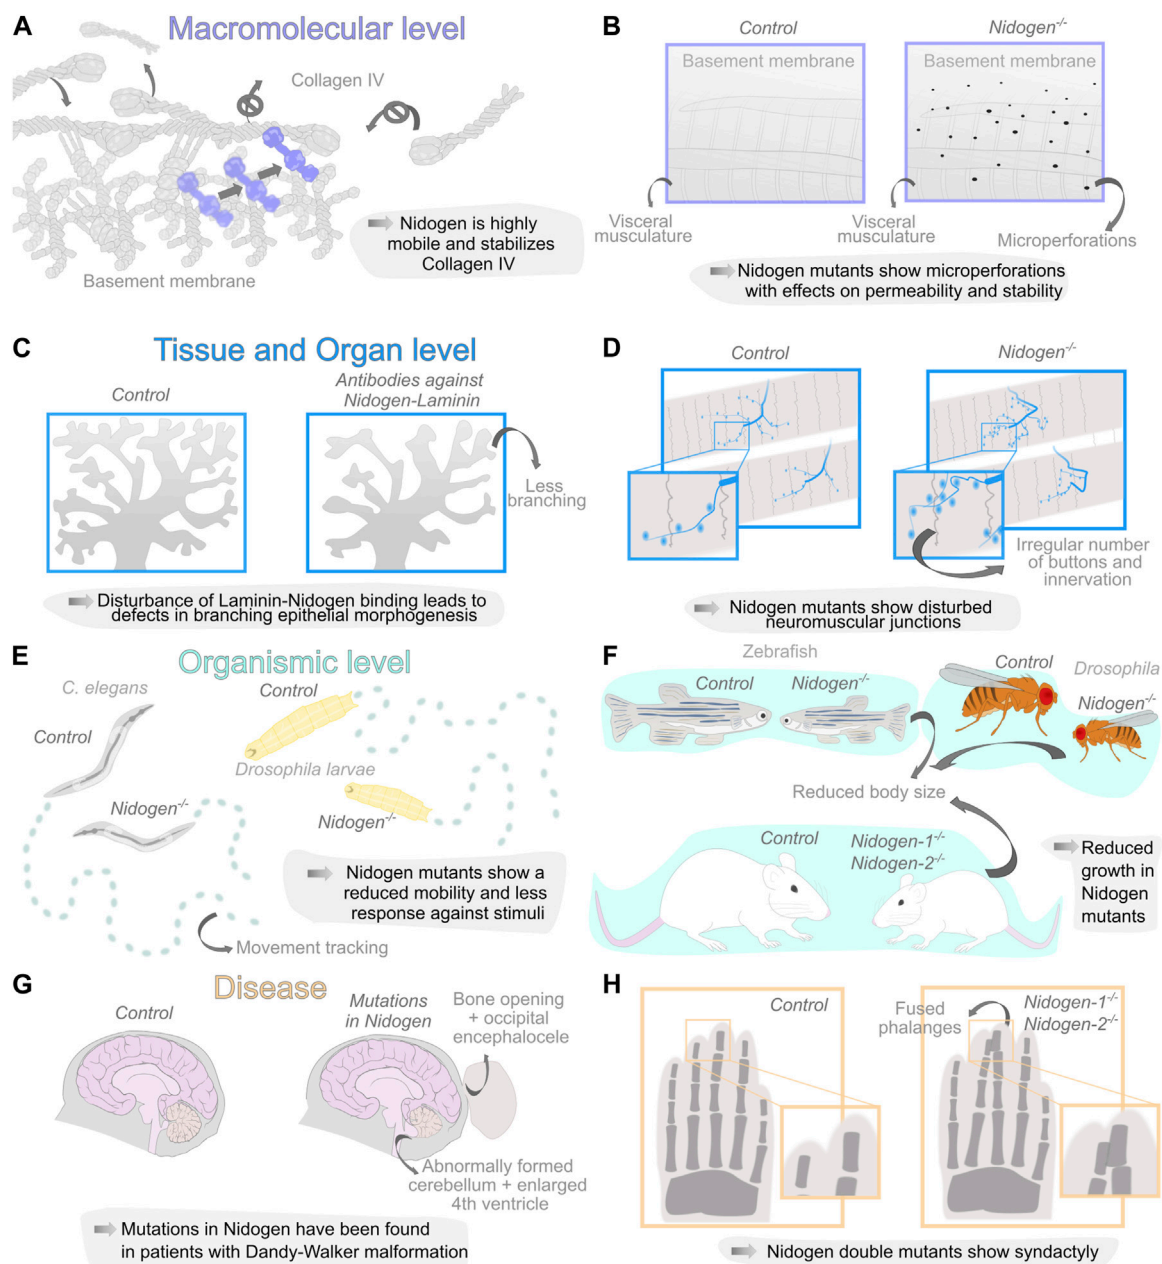 A
Macromolecular level
Collagen IV
Nidogen is highly
mobile and stabilizes
Collagen IV
Basement membrane
B
Control
Nidogen-/-
Basement membrane
Basement membrane
Visceral
musculature
Visceral
musculature
Microperforations
Nidogen mutants show microperforations
with effects on permeability and stability
C
Tissue and Organ level
Control
Antibodies against
Nidogen-Laminin
Less
branching
Disturbance of Laminin-Nidogen binding leads to
defects in branching epithelial morphogenesis
D
Control
Nidogen-/-
Irregular number
of buttons and
innervation
Nidogen mutants show disturbed
neuromuscular junctions
E
Organismic level
C. elegans
Control
Control
Drosophila larvae
Nidogen-/-
Nidogen-/-
Nidogen mutants show a
reduced mobility and less
response against stimuli
Movement tracking
F
Zebrafish
Control
Nidogen-/-
Control
Drosophila
Nidogen-/-
Reduced body size
Control
Nidogen-1-/-
Nidogen-2-/-
Reduced
growth in
Nidogen
mutants
G
Disease
Control
Mutations
in Nidogen
Bone opening
+ occipital
encephalocele
Abnormally formed
cerebellum + enlarged
4th ventricle
Mutations in Nidogen have been found
in patients with Dandy-Walker malformation
H
Control
Fused
phalanges
Nidogen-1-/-
Nidogen-2-/-
Nidogen double mutants show syndactyly